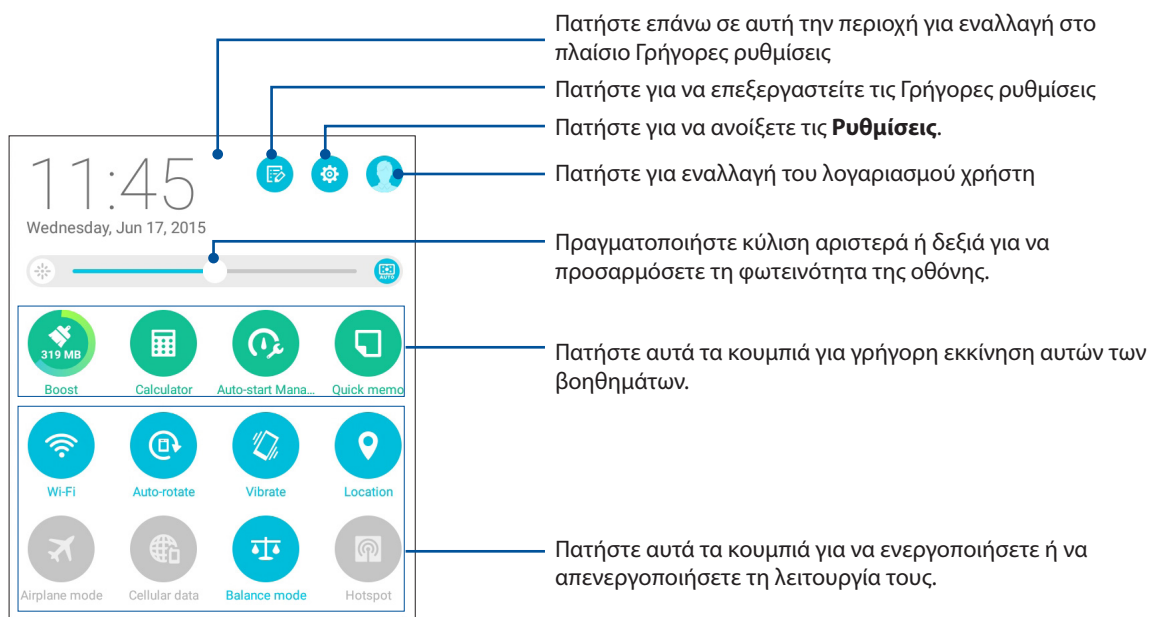 Πατήστε επάνω σε αυτή την περιοχή για εναλλαγή στο
πλαίσιο Γρήγορες ρυθμίσεις
Πατήστε για να επεξεργαστείτε τις Γρήγορες ρυθμίσεις
Πατήστε για να ανοίξετε τις Ρυθμίσεις.
Πατήστε για εναλλαγή του λογαριασμού χρήστη
11:45
Wednesday, Jun 17, 2015
Πραγματοποιήστε κύλιση αριστερά ή δεξιά για να
προσαρμόσετε τη φωτεινότητα της οθόνης.
AUTO
319 MB
Boost Calculator Auto-start Mana... Quick memo
Πατήστε αυτά τα κουμπιά για γρήγορη εκκίνηση αυτών των
βοηθημάτων.
Wi-Fi Auto-rotate Vibrate Location
Airplane mode Cellular data Balance mode Hotspot
Πατήστε αυτά τα κουμπιά για να ενεργοποιήσετε ή να
απενεργοποιήσετε τη λειτουργία τους.